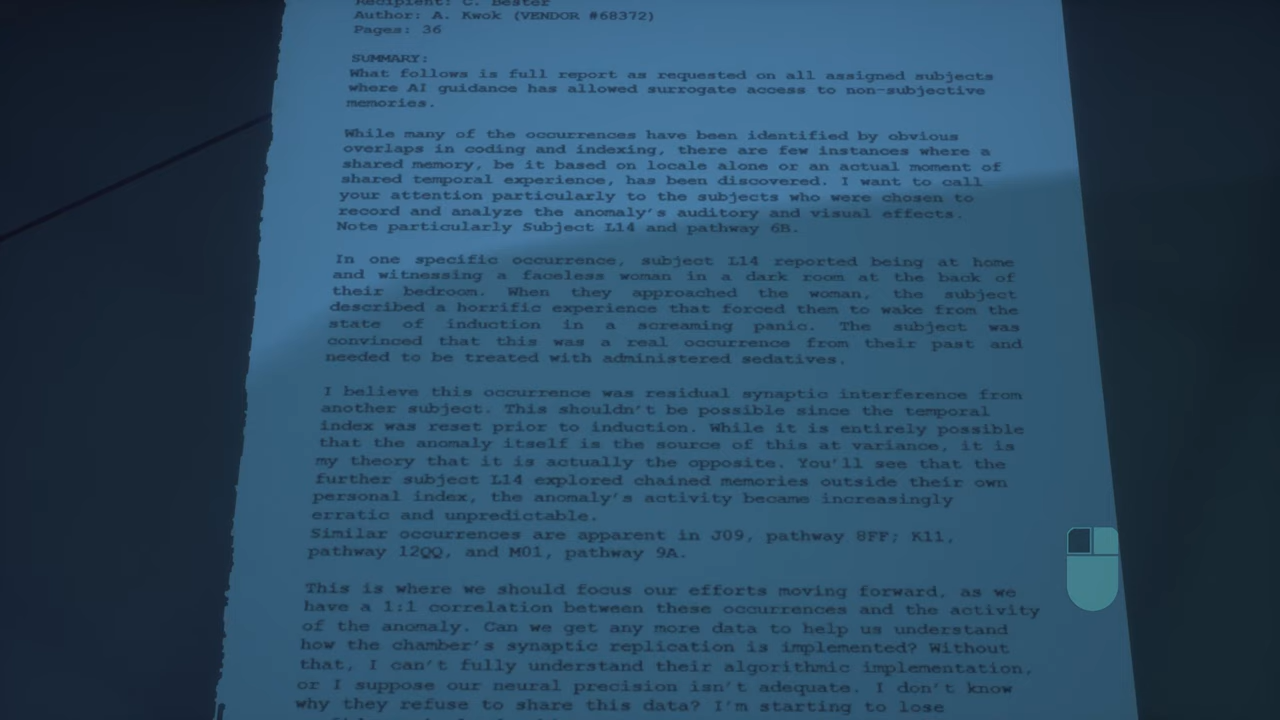 Recipient: C. Bester
Author: A. Kwok (VENDOR #68372)
Pages: 36
SUMMARY:
What follows is full report as requested on all assigned subjects
where AI guidance has allowed surrogate access to non-subjective
memories.
While many of the occurrences have been identified by obvious
overlaps in coding and indexing, there are few instances where a
shared memory, be it based on locale alone or an actual moment of
shared temporal experience, has been discovered. I want to call
your attention particularly to the subjects who were chosen to
record and analyze the anomaly's auditory and visual effects.
Note particularly Subject L14 and pathway 6B.
In one specific occurrence, subject L14 reported being at home
and witnessing a faceless woman in a dark room at the back of
their bedroom. When they approached the woman, the subject
described a horrific experience that forced them to wake from the
state of induction in a screaming panic. The subject was
convinced that this was a real occurrence from their past and
needed to be treated with administered sedatives.
I believe this occurrence was residual synaptic interference from
another subject. This shouldn't be possible since the temporal
index was reset prior to induction. While it is entirely possible
that the anomaly itself is the source of this at variance, it is
my theory that it is actually the opposite. You'll see that the
further subject L14 explored chained memories outside their own
personal index, the anomaly's activity became increasingly
erratic and unpredictable.
Similar occurrences are apparent in J09, pathway 8FF; K11,
pathway 12QQ, and M01, pathway 9A.
This is where we should focus our efforts moving forward, as we
have a 1:1 correlation between these occurrences and the activity
of the anomaly. Can we get any more data to help us understand
how the chamber's synaptic replication is implemented? Without
that, I can't fully understand their algorithmic implementation,
or I suppose our neural precision isn't adequate. I don't know
why they refuse to share this data? I'm starting to lose